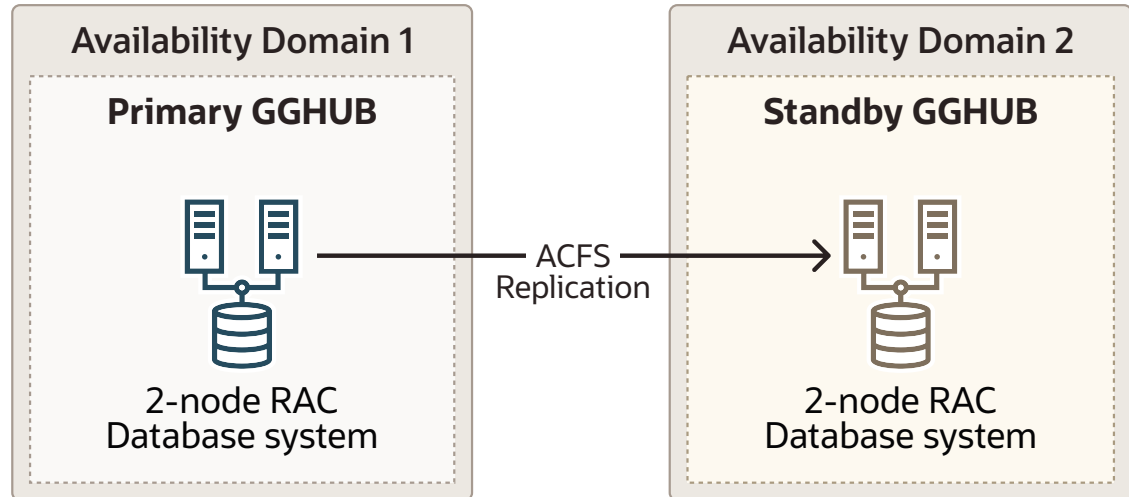 Availability Domain 1
Primary GGHUB
2-node RAC
Database system
ACFS
Replication
Availability Domain 2
Standby GGHUB
2-node RAC
Database system